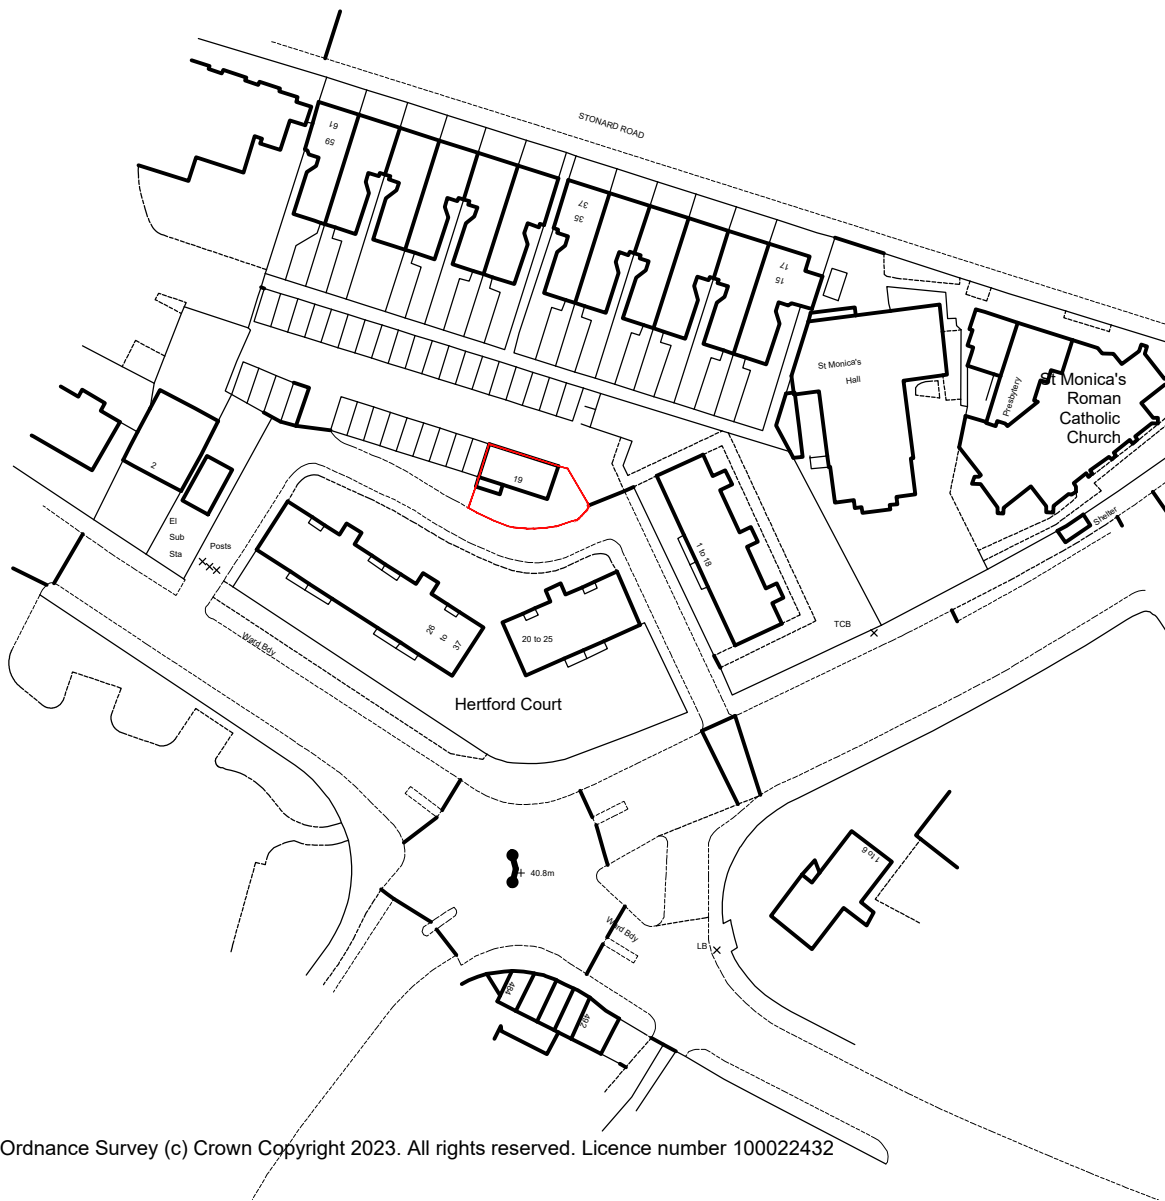 STONARD ROAD
61
59
37
35
17
15
St Monica's
Hall
Presbytery
St Monica's
Roman
Catholic
Church
Shelter
2
19
El
Sub
Sta
Posts
1 to 18
TCB
26
to
37
20 to 25
Ward Bdy
Hertford Court
1 to 6
40.8m
Ward Bdy
LB
484
492
Ordnance Survey (c) Crown Copyright 2023. All rights reserved. Licence number 100022432